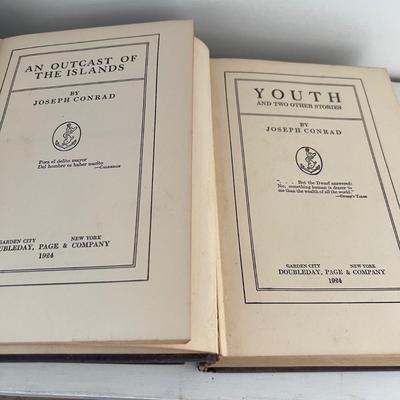 AN OUTCAST OF
THE ISLANDS
BY
JOSEPH CONRAD
Pues el delito mayor
Del hombre es haber nacito
—CALDERON
GARDEN CITY NEW YORK
DOUBLEDAY, PAGE & COMPANY
1924
YOUTH
AND TWO OTHER STORIES
BY
JOSEPH CONRAD
". . . But the Dwarf answered:
No; something human is dearer to
me than the wealth of all the world."
—GRIMM'S TALES
GARDEN CITY NEW YORK
DOUBLEDAY, PAGE & COMPANY
1924